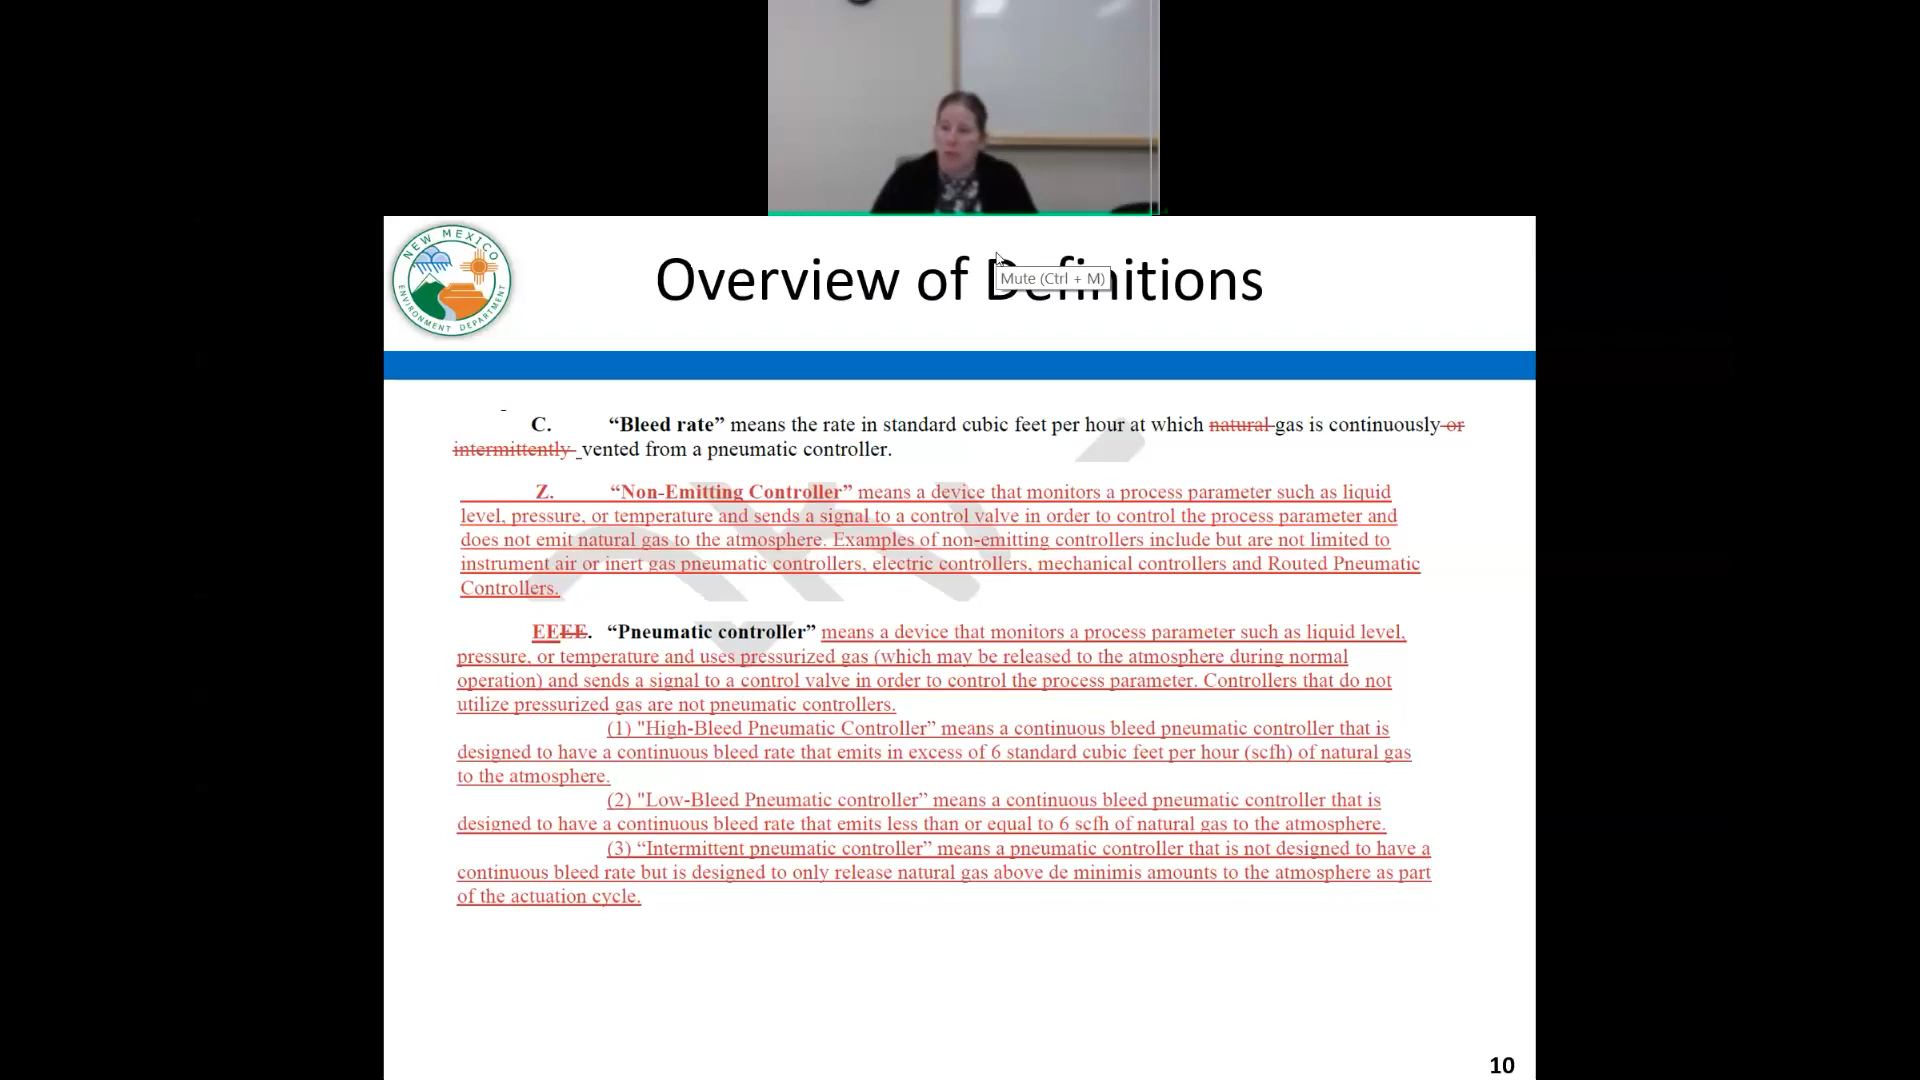 NEW MEXICO
ENVIRONMENT DEPARTMENT
Overview of Definitions
Mute (Ctrl + M)
C. “Bleed rate” means the rate in standard cubic feet per hour at which natural gas is continuously or
intermittently vented from a pneumatic controller.
Z. “Non-Emitting Controller” means a device that monitors a process parameter such as liquid
level, pressure, or temperature and sends a signal to a control valve in order to control the process parameter and
does not emit natural gas to the atmosphere. Examples of non-emitting controllers include but are not limited to
instrument air or inert gas pneumatic controllers, electric controllers, mechanical controllers and Routed Pneumatic
Controllers.
EEEE. “Pneumatic controller” means a device that monitors a process parameter such as liquid level,
pressure, or temperature and uses pressurized gas (which may be released to the atmosphere during normal
operation) and sends a signal to a control valve in order to control the process parameter. Controllers that do not
utilize pressurized gas are not pneumatic controllers.
(1) "High-Bleed Pneumatic Controller” means a continuous bleed pneumatic controller that is
designed to have a continuous bleed rate that emits in excess of 6 standard cubic feet per hour (scfh) of natural gas
to the atmosphere.
(2) "Low-Bleed Pneumatic controller” means a continuous bleed pneumatic controller that is
designed to have a continuous bleed rate that emits less than or equal to 6 scfh of natural gas to the atmosphere.
(3) “Intermittent pneumatic controller” means a pneumatic controller that is not designed to have a
continuous bleed rate but is designed to only release natural gas above de minimis amounts to the atmosphere as part
of the actuation cycle.
10